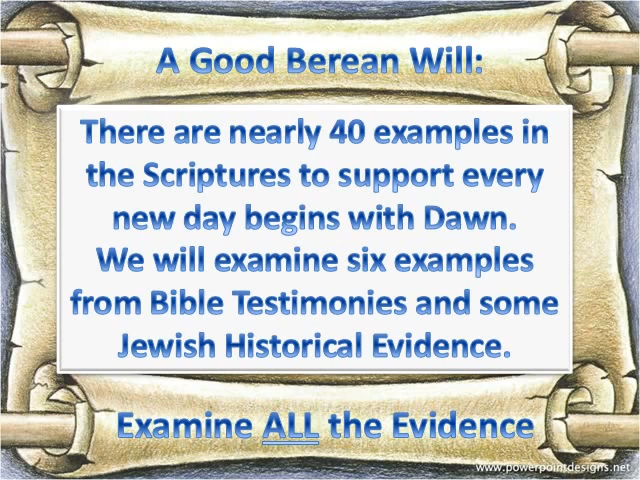 A Good Berean Will:
There are nearly 40 examples in
the Scriptures to support every
new day begins with Dawn.
We will examine six examples
from Bible Testimonies and some
Jewish Historical Evidence.
Examine ALL the Evidence
www.powerpointdesigns.net